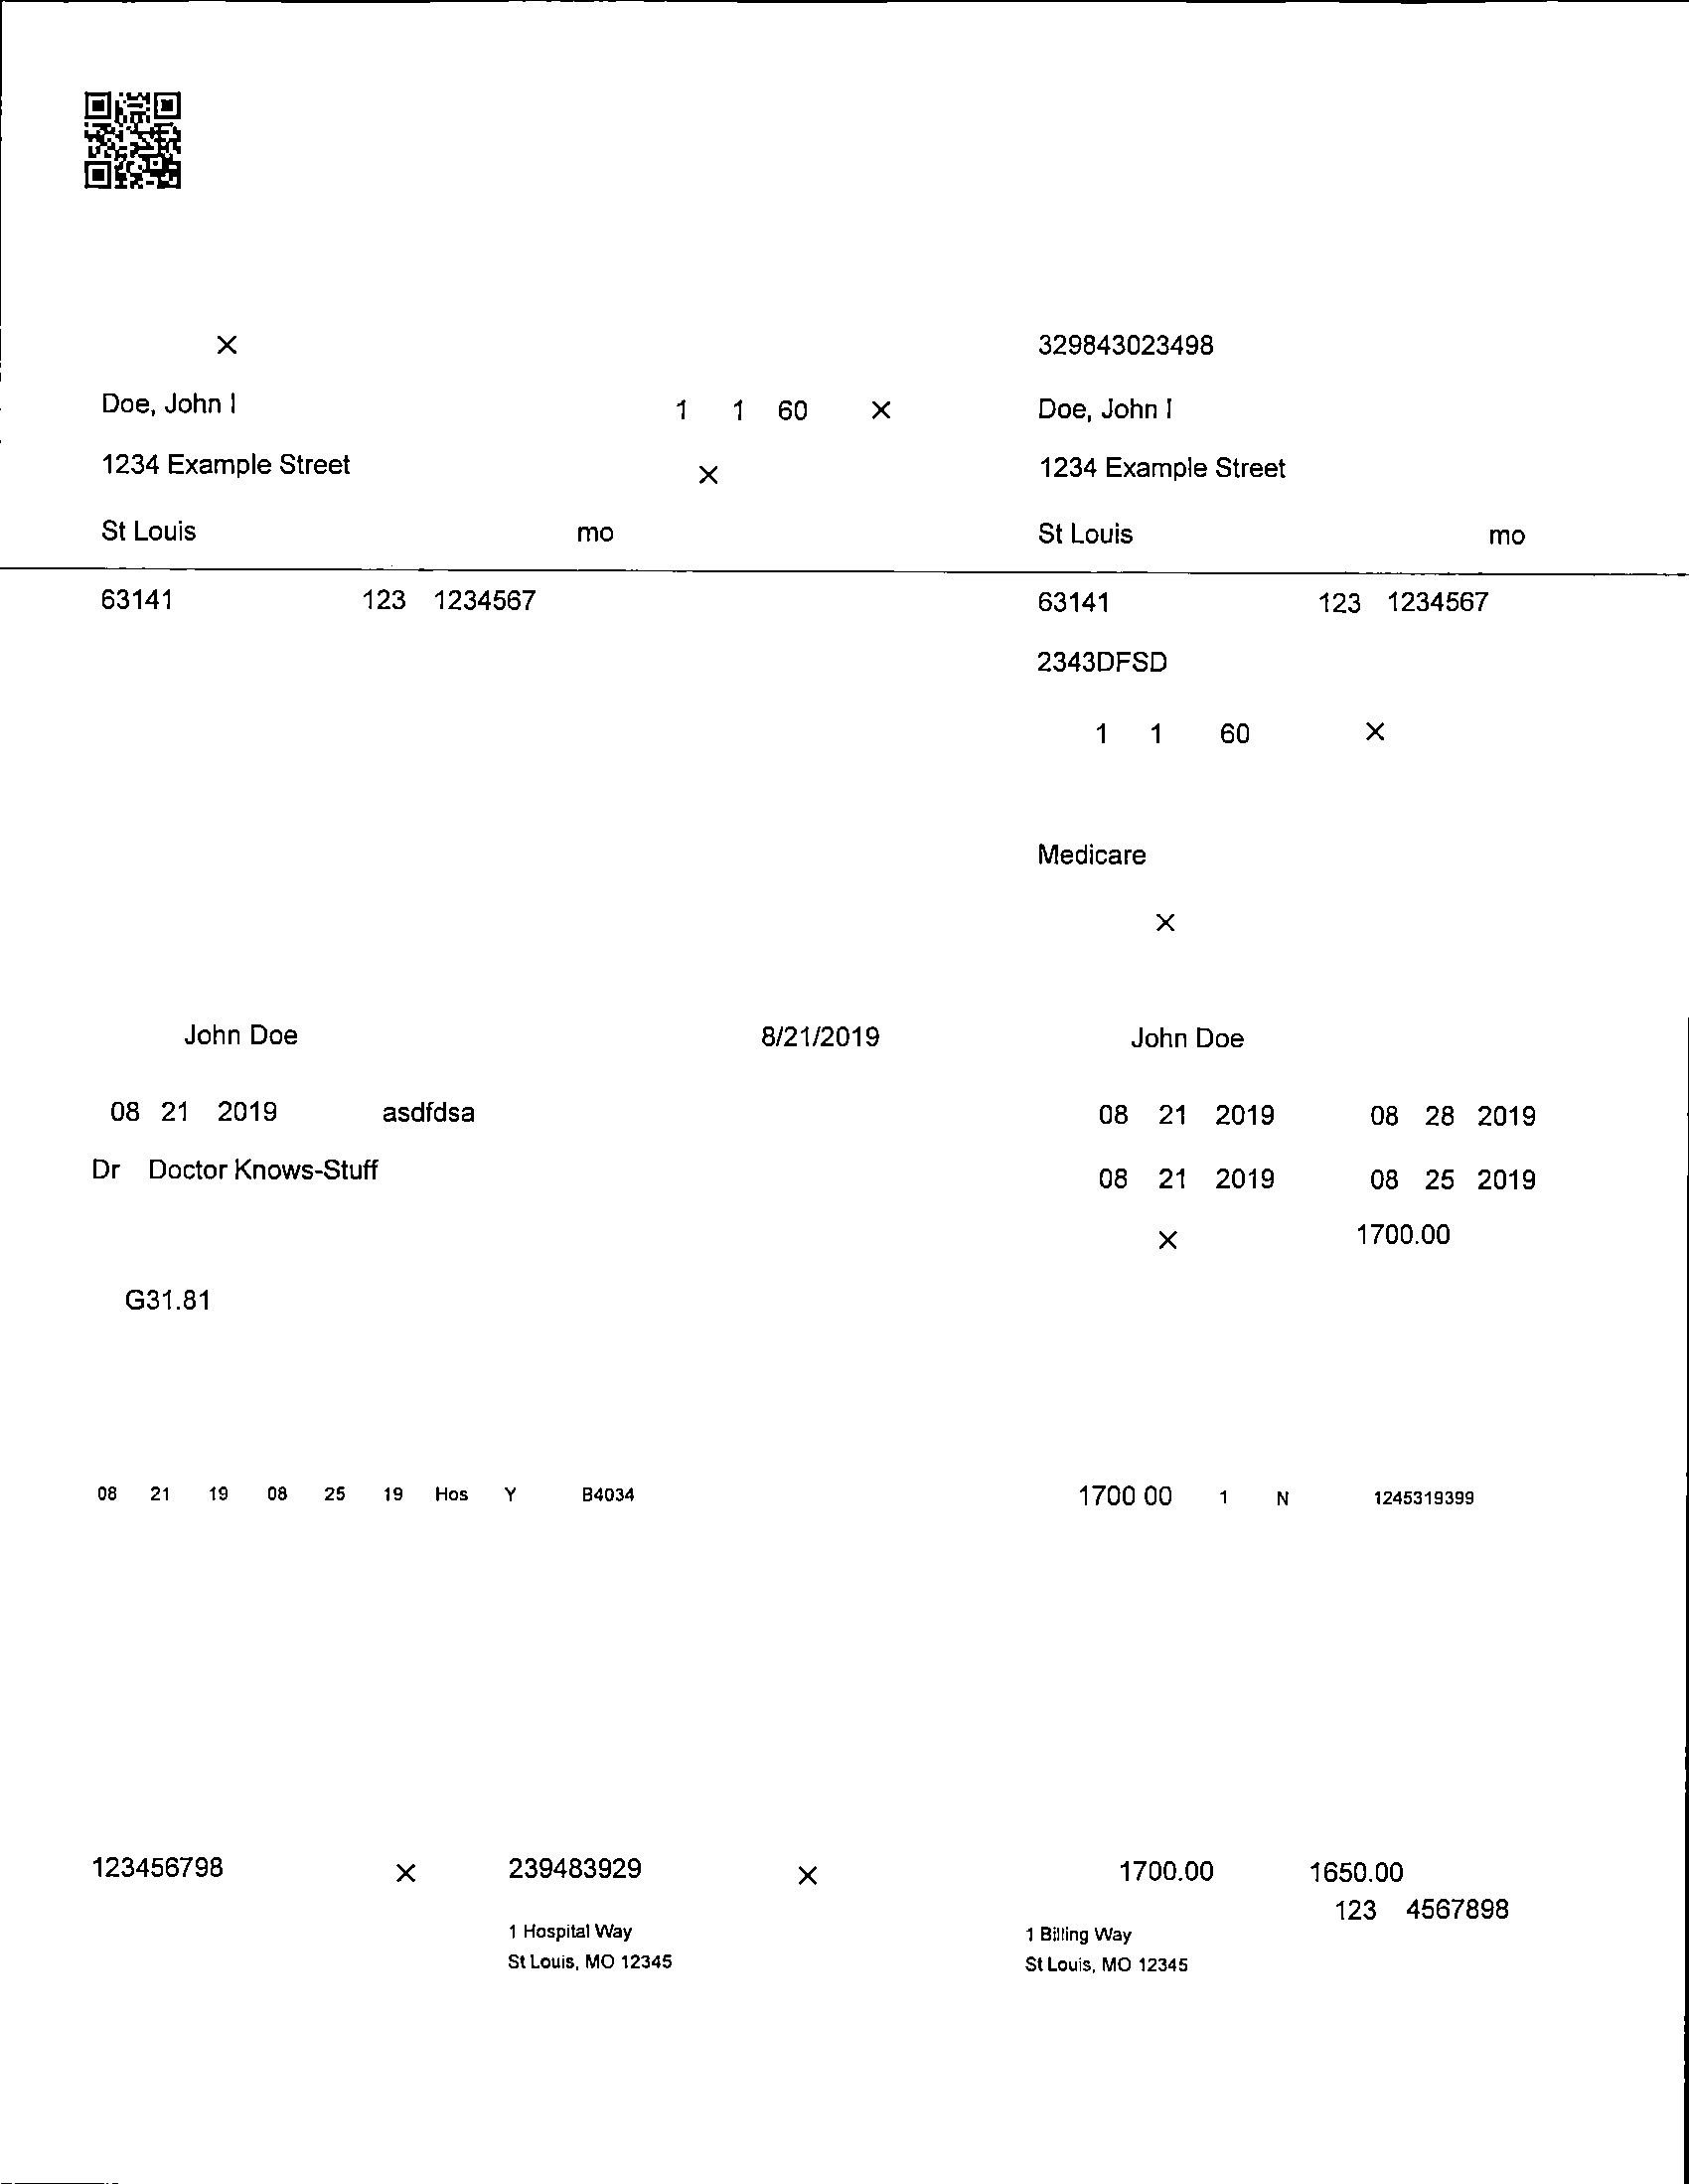 X 329843023498
Doe, John I 1 1 60 X Doe, John I
1234 Example Street X 1234 Example Street
St Louis mo St Louis mo
63141 123 1234567 63141 123 1234567
2343DFSD
1 1 60 X
Medicare
X
John Doe 8/21/2019 John Doe
08 21 2019 asdfdsa 08 21 2019 08 28 2019
Dr Doctor Knows-Stuff 08 21 2019 08 25 2019
X 1700.00
G31.81
08 21 19 08 25 19 Hos Y B4034 1700 00 1 N 1245319399
123456798 X 239483929 X 1700.00 1650.00
123 4567898
1 Hospital Way 1 Billing Way
St Louis, MO 12345 St Louis, MO 12345